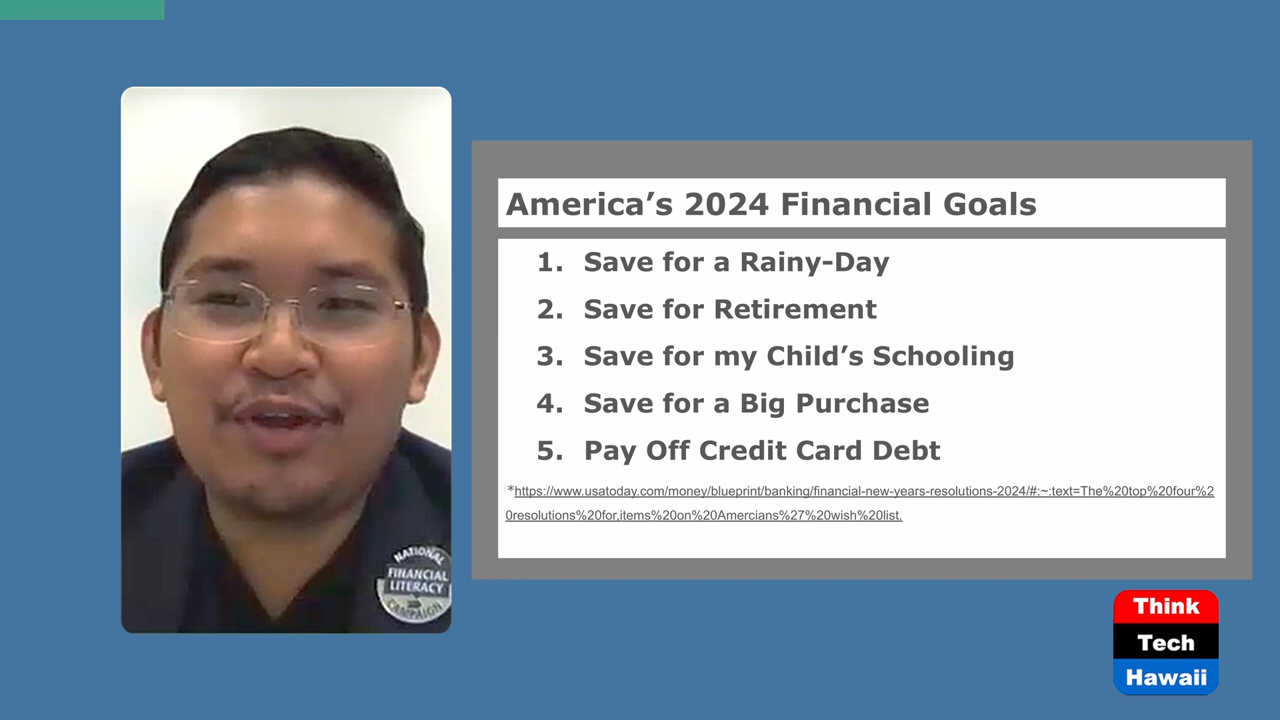 NATIONAL
FINANCIAL
LITERACY
CAMPAIGN
America’s 2024 Financial Goals
1. Save for a Rainy-Day
2. Save for Retirement
3. Save for my Child’s Schooling
4. Save for a Big Purchase
5. Pay Off Credit Card Debt
*https://www.usatoday.com/money/blueprint/banking/financial-new-years-resolutions-2024/#:~:text=The%20top%20four%2
0resolutions%20for,items%20on%20Amercians%27%20wish%20list.
Think
Tech
Hawaii